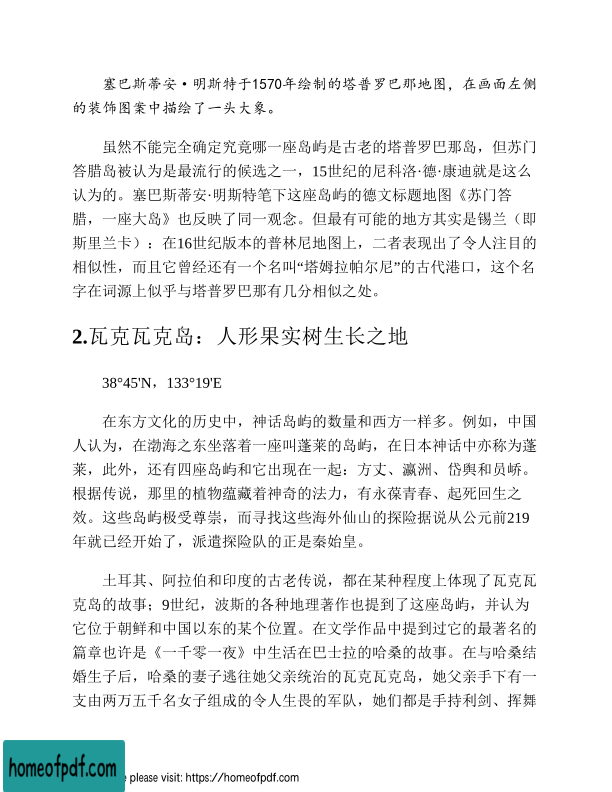 塞巴斯蒂安·明斯特于1570年绘制的塔普罗巴那地图，在画面左侧
的装饰图案中描绘了一头大象。
虽然不能完全确定究竟哪一座岛屿是古老的塔普罗巴那岛，但苏门
答腊岛被认为是最流行的候选之一，15世纪的尼科洛·德·康迪就是这么
认为的。塞巴斯蒂安·明斯特笔下这座岛屿的德文标题地图《苏门答
腊，一座大岛》也反映了同一观念。但最有可能的地方其实是锡兰（即
斯里兰卡）：在16世纪版本的普林尼地图上，二者表现出了令人注目的
相似性，而且它曾经还有一个名叫“塔姆拉帕尔尼”的古代港口，这个名
字在词源上似乎与塔普罗巴那有几分相似之处。
2.瓦克瓦克岛：人形果实树生长之地
38°45'N，133°19'E
在东方文化的历史中，神话岛屿的数量和西方一样多。例如，中国
人认为，在渤海之东坐落着一座叫蓬莱的岛屿，在日本神话中亦称为蓬
莱，此外，还有四座岛屿和它出现在一起：方丈、瀛洲、岱舆和员峤。
根据传说，那里的植物蕴藏着神奇的法力，有永葆青春、起死回生之
效。这些岛屿极受尊崇，而寻找这些海外仙山的探险据说从公元前219
年就已经开始了，派遣探险队的正是秦始皇。
土耳其、阿拉伯和印度的古老传说，都在某种程度上体现了瓦克瓦
克岛的故事；9世纪，波斯的各种地理著作也提到了这座岛屿，并认为
它位于朝鲜和中国以东的某个位置。在文学作品中提到过它的最著名的
篇章也许是《一千零一夜》中生活在巴士拉的哈桑的故事。在与哈桑结
婚生子后，哈桑的妻子逃往她父亲统治的瓦克瓦克岛，她父亲手下有一
支由两万五千名女子组成的令人生畏的军队，她们都是手持利剑、挥舞
homeofpdf.com
e please visit: https://homeofpdf.com